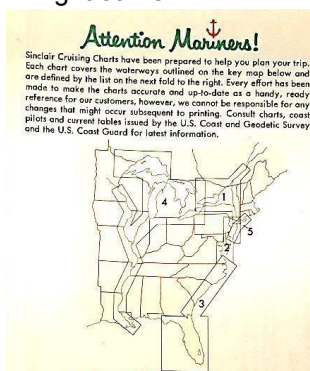 Attention Mariners!
Sinclair Cruising Charts have been prepared to help you plan your trip.
Each chart covers the waterways outlined on the key map below and
are defined by the list on the next fold to the right. Every effort has been
made to make the charts accurate and up-to-date as a handy, ready
reference for our customers, however, we cannot be responsible for any
changes that might occur subsequent to printing. Consult charts, coast
pilots and current tables issued by the U.S. Coast and Geodetic Survey
and the U.S. Coast Guard for latest information.
4
1
5
2
3